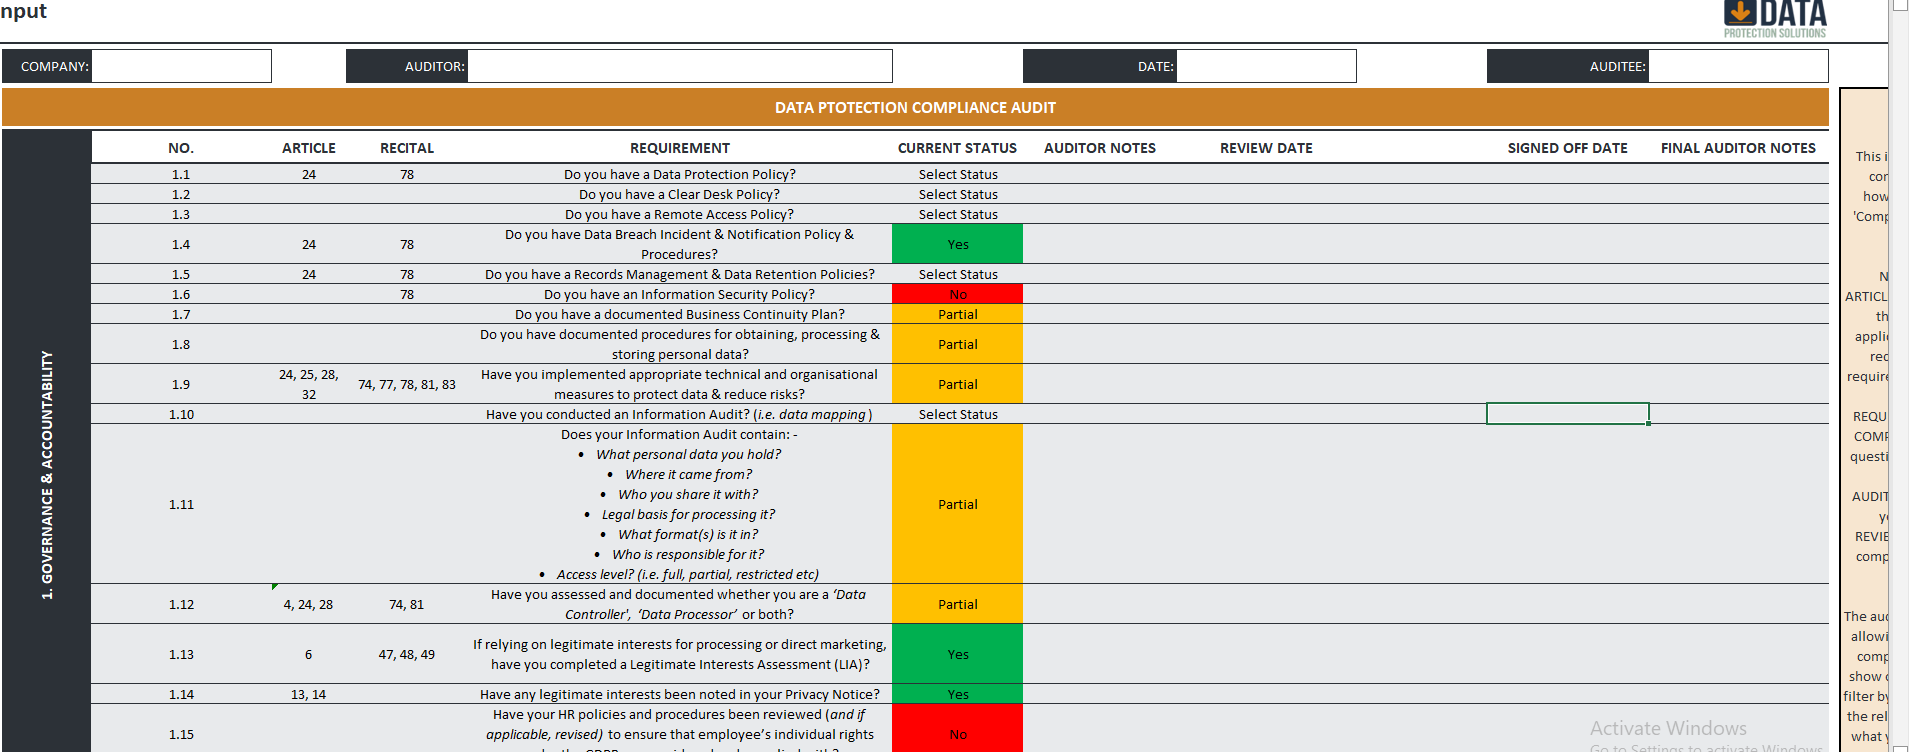 nput
DATA
PROTECTION SOLUTIONS
COMPANY:
AUDITOR:
DATE:
AUDITEE:
DATA PTOTECTION COMPLIANCE AUDIT
NO. ARTICLE RECITAL REQUIREMENT CURRENT STATUS AUDITOR NOTES REVIEW DATE SIGNED OFF DATE FINAL AUDITOR NOTES
1. GOVERNANCE & ACCOUNTABILITY
1.1 24 78 Do you have a Data Protection Policy? Select Status
1.2 Do you have a Clear Desk Policy? Select Status
1.3 Do you have a Remote Access Policy? Select Status
1.4 24 78 Do you have Data Breach Incident & Notification Policy &
Procedures? Yes
1.5 24 78 Do you have a Records Management & Data Retention Policies? Select Status
1.6 78 Do you have an Information Security Policy? No
1.7 Do you have a documented Business Continuity Plan? Partial
1.8 Do you have documented procedures for obtaining, processing &
storing personal data? Partial
1.9 24, 25, 28,
32 74, 77, 78, 81, 83 Have you implemented appropriate technical and organisational
measures to protect data & reduce risks? Partial
1.10 Have you conducted an Information Audit? (i.e. data mapping) Select Status
1.11 Does your Information Audit contain: -
• What personal data you hold?
• Where it came from?
• Who you share it with?
• Legal basis for processing it?
• What format(s) is it in?
• Who is responsible for it?
• Access level? (i.e. full, partial, restricted etc)
Partial
1.12 4, 24, 28 74, 81 Have you assessed and documented whether you are a ‘Data
Controller', ‘Data Processor’ or both? Partial
1.13 6 47, 48, 49 If relying on legitimate interests for processing or direct marketing,
have you completed a Legitimate Interests Assessment (LIA)? Yes
1.14 13, 14 Have any legitimate interests been noted in your Privacy Notice? Yes
1.15 Have your HR policies and procedures been reviewed (and if
applicable, revised) to ensure that employee's individual rights
No
This i
con
how
'Comp
N
ARTICL
th
appli
rec
require
REQU
COMP
questi
AUDIT
y
REVIE
comp
The auc
allowi
comp
show
filter by
the rel
what y
Activate Windows
Go to Settings to activate Windows